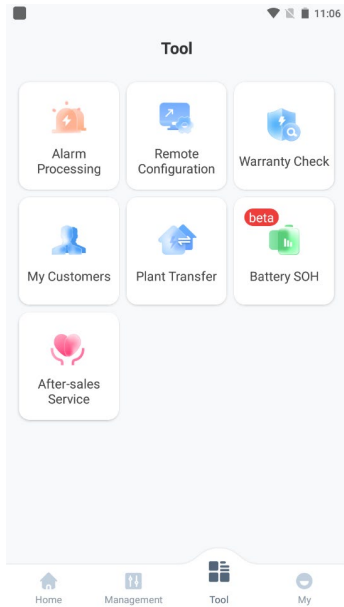 11:06
Tool
Alarm
Processing
Remote
Configuration
Warranty Check
My Customers
Plant Transfer
beta
Battery SOH
After-sales
Service
Home
Management
Tool
My